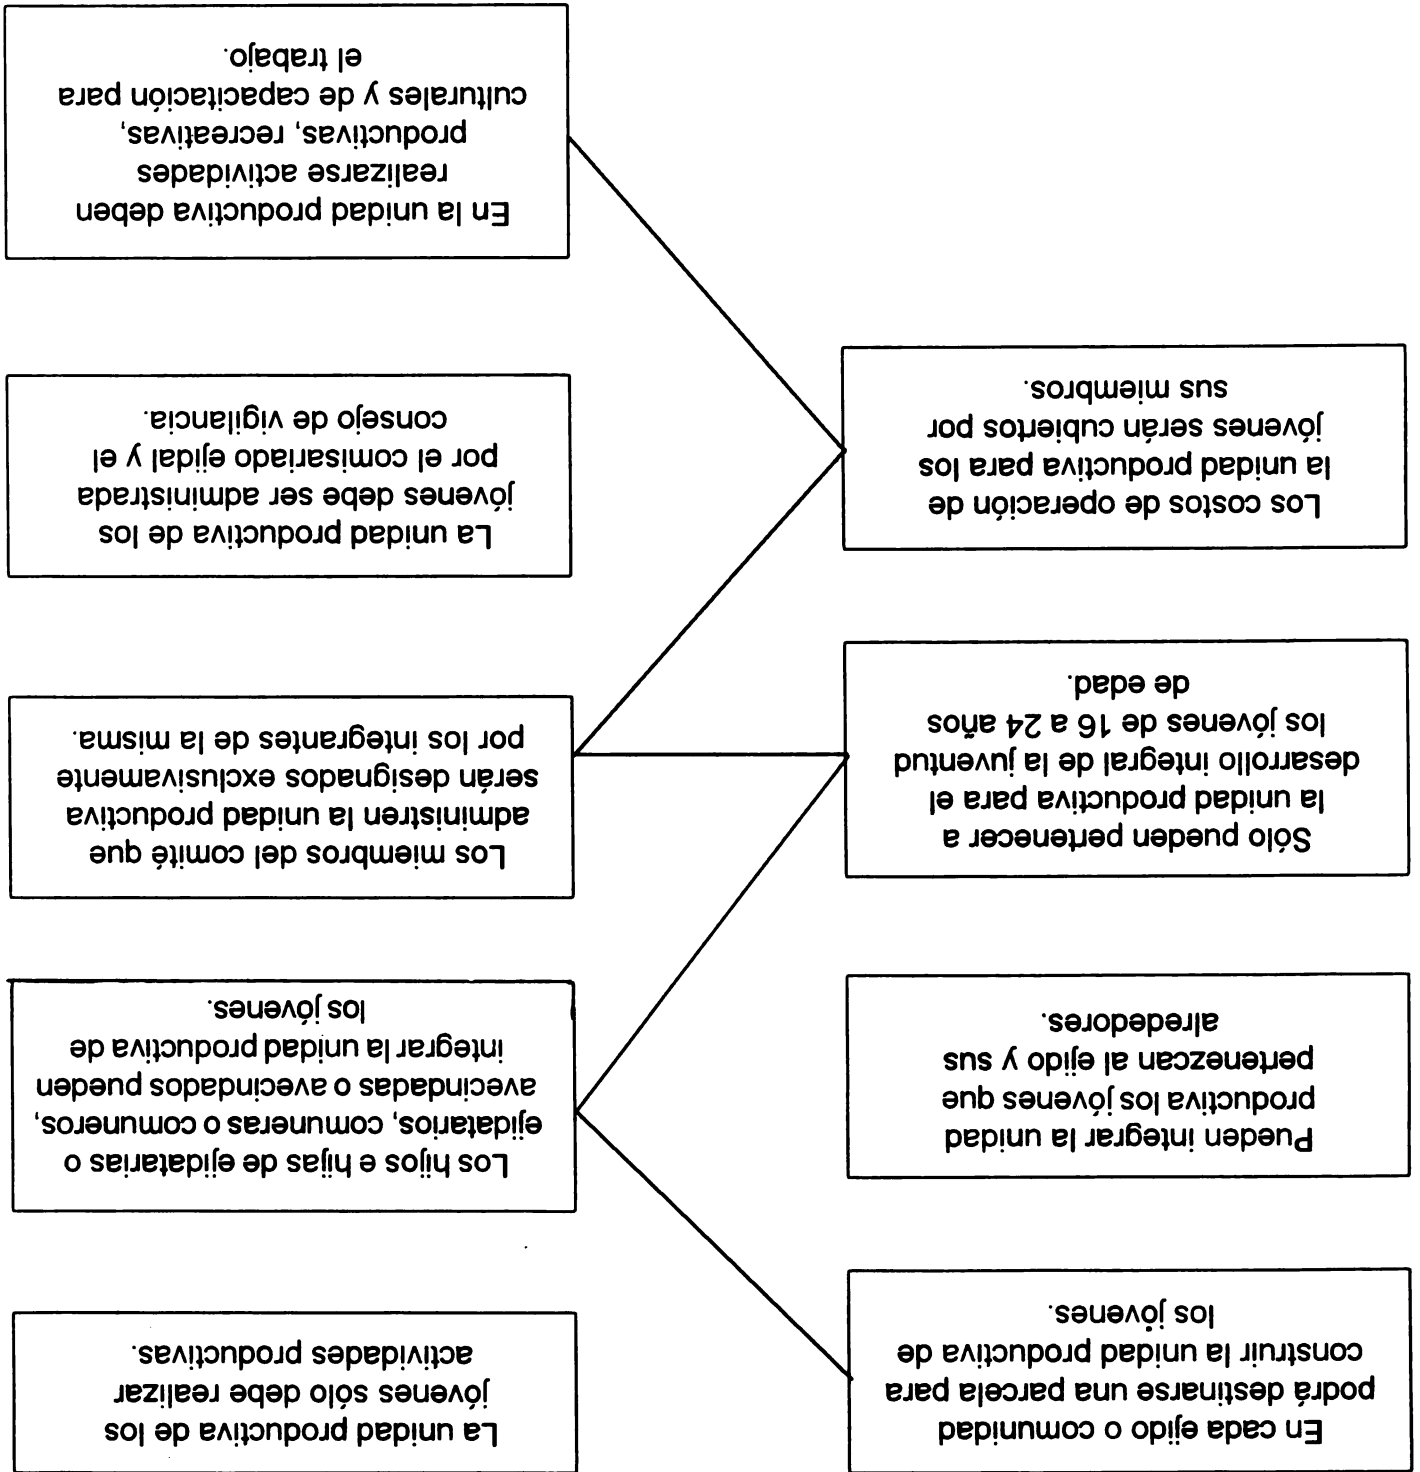 En cada ejido o comunidad
podrá destinarse una parcela para
construir la unidad productiva de
los jóvenes.
La unidad productiva de los
jóvenes sólo debe realizar
actividades productivas.
Pueden integrar la unidad
productiva los jóvenes que
pertenezcan al ejido y sus
alrededores.
Los hijos e hijas de ejidatarias o
ejidatarios, comuneras o comuneros,
avecindadas o avecindados pueden
integrar la unidad productiva de
los jóvenes.
Sólo pueden pertenecer a
la unidad productiva para el
desarrollo integral de la juventud
los jóvenes de 16 a 24 años
de edad.
Los miembros del comité que
administren la unidad productiva
serán designados exclusivamente
por los integrantes de la misma.
Los costos de operación de
la unidad productiva para los
jóvenes serán cubiertos por
sus miembros.
La unidad productiva de los
jóvenes debe ser administrada
por el comisariado ejidal y el
consejo de vigilancia.
En la unidad productiva deben
realizarse actividades
productivas, recreativas,
culturales y de capacitación para
el trabajo.